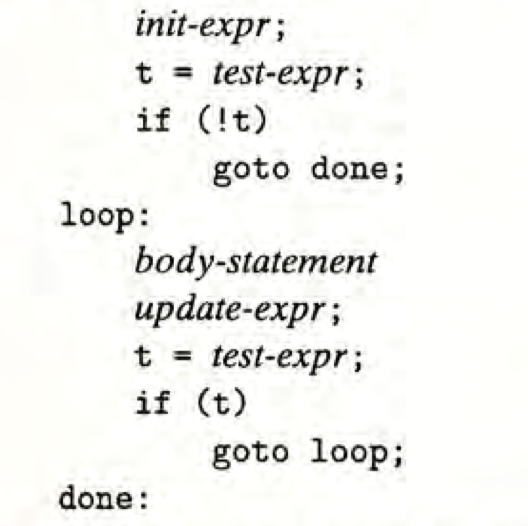 init-expr;
t = test-expr;
if (!t)
goto done;
loop:
body-statement
update-expr;
t = test-expr;
if (t)
goto loop;
done: